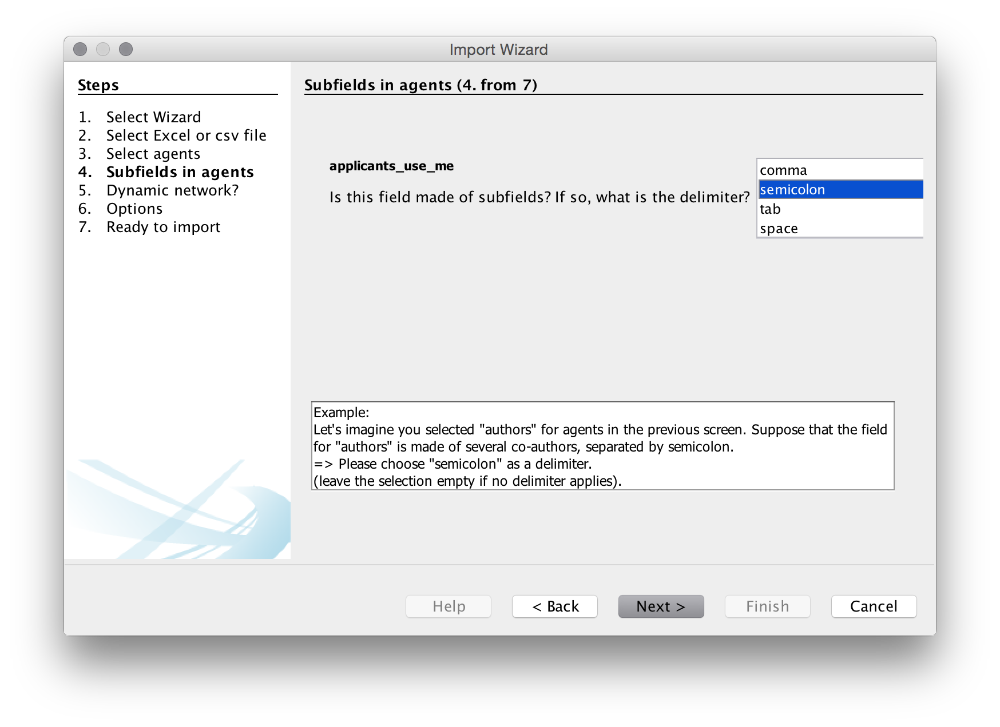 Import Wizard
Steps
1. Select Wizard
2. Select Excel or csv file
3. Select agents
4. Subfields in agents
5. Dynamic network?
6. Options
7. Ready to import
Subfields in agents (4. from 7)
applicants_use_me
Is this field made of subfields? If so, what is the delimiter?
comma
semicolon
tab
space
Example:
Let's imagine you selected "authors" for agents in the previous screen. Suppose that the field
for "authors" is made of several co-authors, separated by semicolon.
=> Please choose "semicolon" as a delimiter.
(leave the selection empty if no delimiter applies).
Help
< Back
Next >
Finish
Cancel